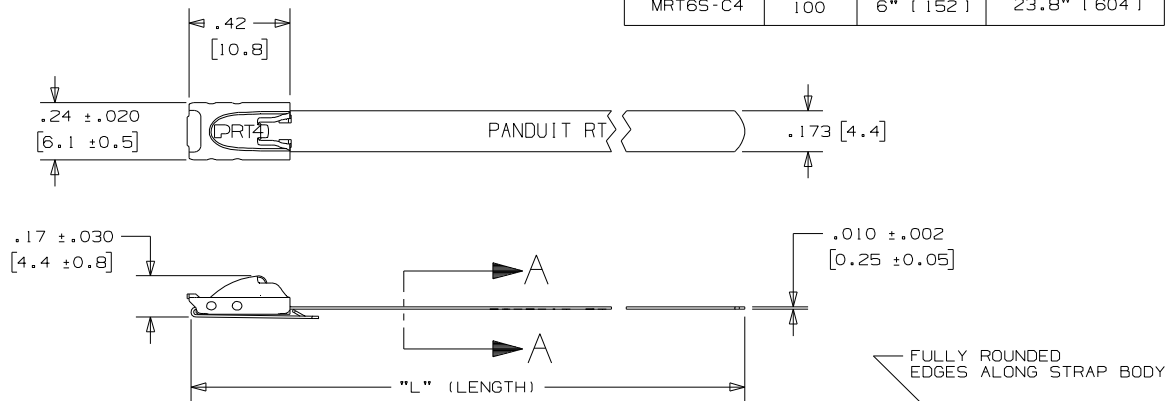 MRT6S-C4 100 6" [152] 23.8" [604]
.42
[10.8]
.24 ±.020
[6.1 ±0.5]
PRT4
PANDUIT RT
.173 [4.4]
.17 ±.030
[4.4 ±0.8]
.010 ±.002
[0.25 ±0.05]
A
A
"L" (LENGTH)
FULLY ROUNDED
EDGES ALONG STRAP BODY